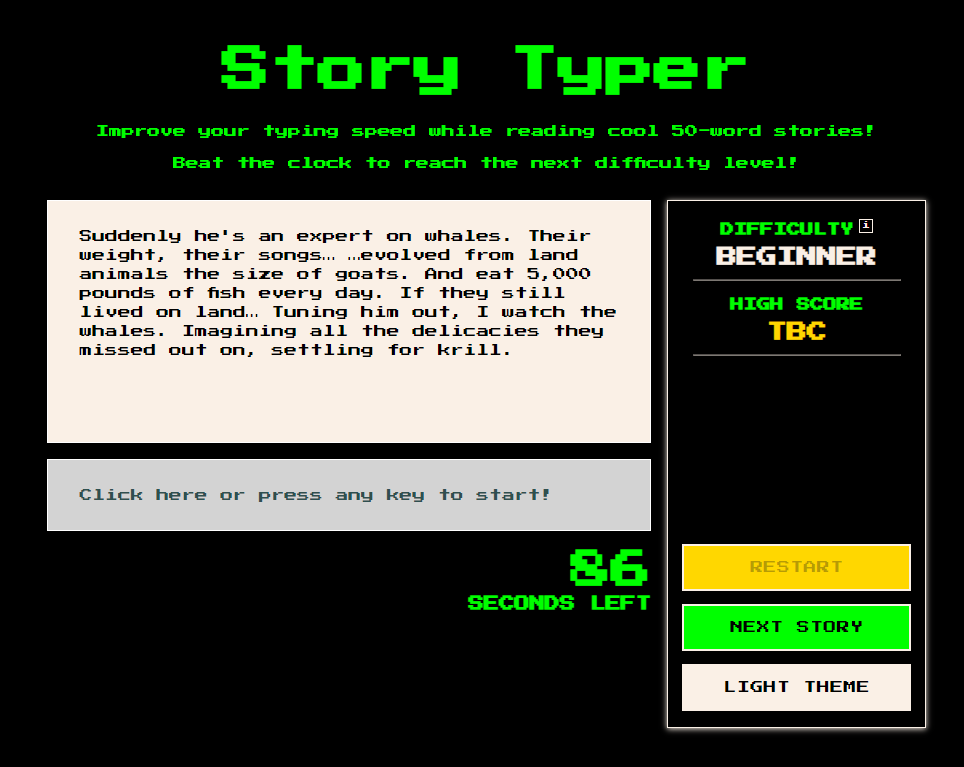 Story Typer
Improve your typing speed while reading cool 50-word stories!
Beat the clock to reach the next difficulty level!
Suddenly he's an expert on whales. Their
weight, their songs… …evolved from land
animals the size of goats. And eat 5,000
pounds of fish every day. If they still
lived on land… Tuning him out, I watch the
whales. Imagining all the delicacies they
missed out on, settling for krill.
Click here or press any key to start!
86
SECONDS LEFT
DIFFICULTY i
BEGINNER
HIGH SCORE
TBC
RESTART
NEXT STORY
LIGHT THEME